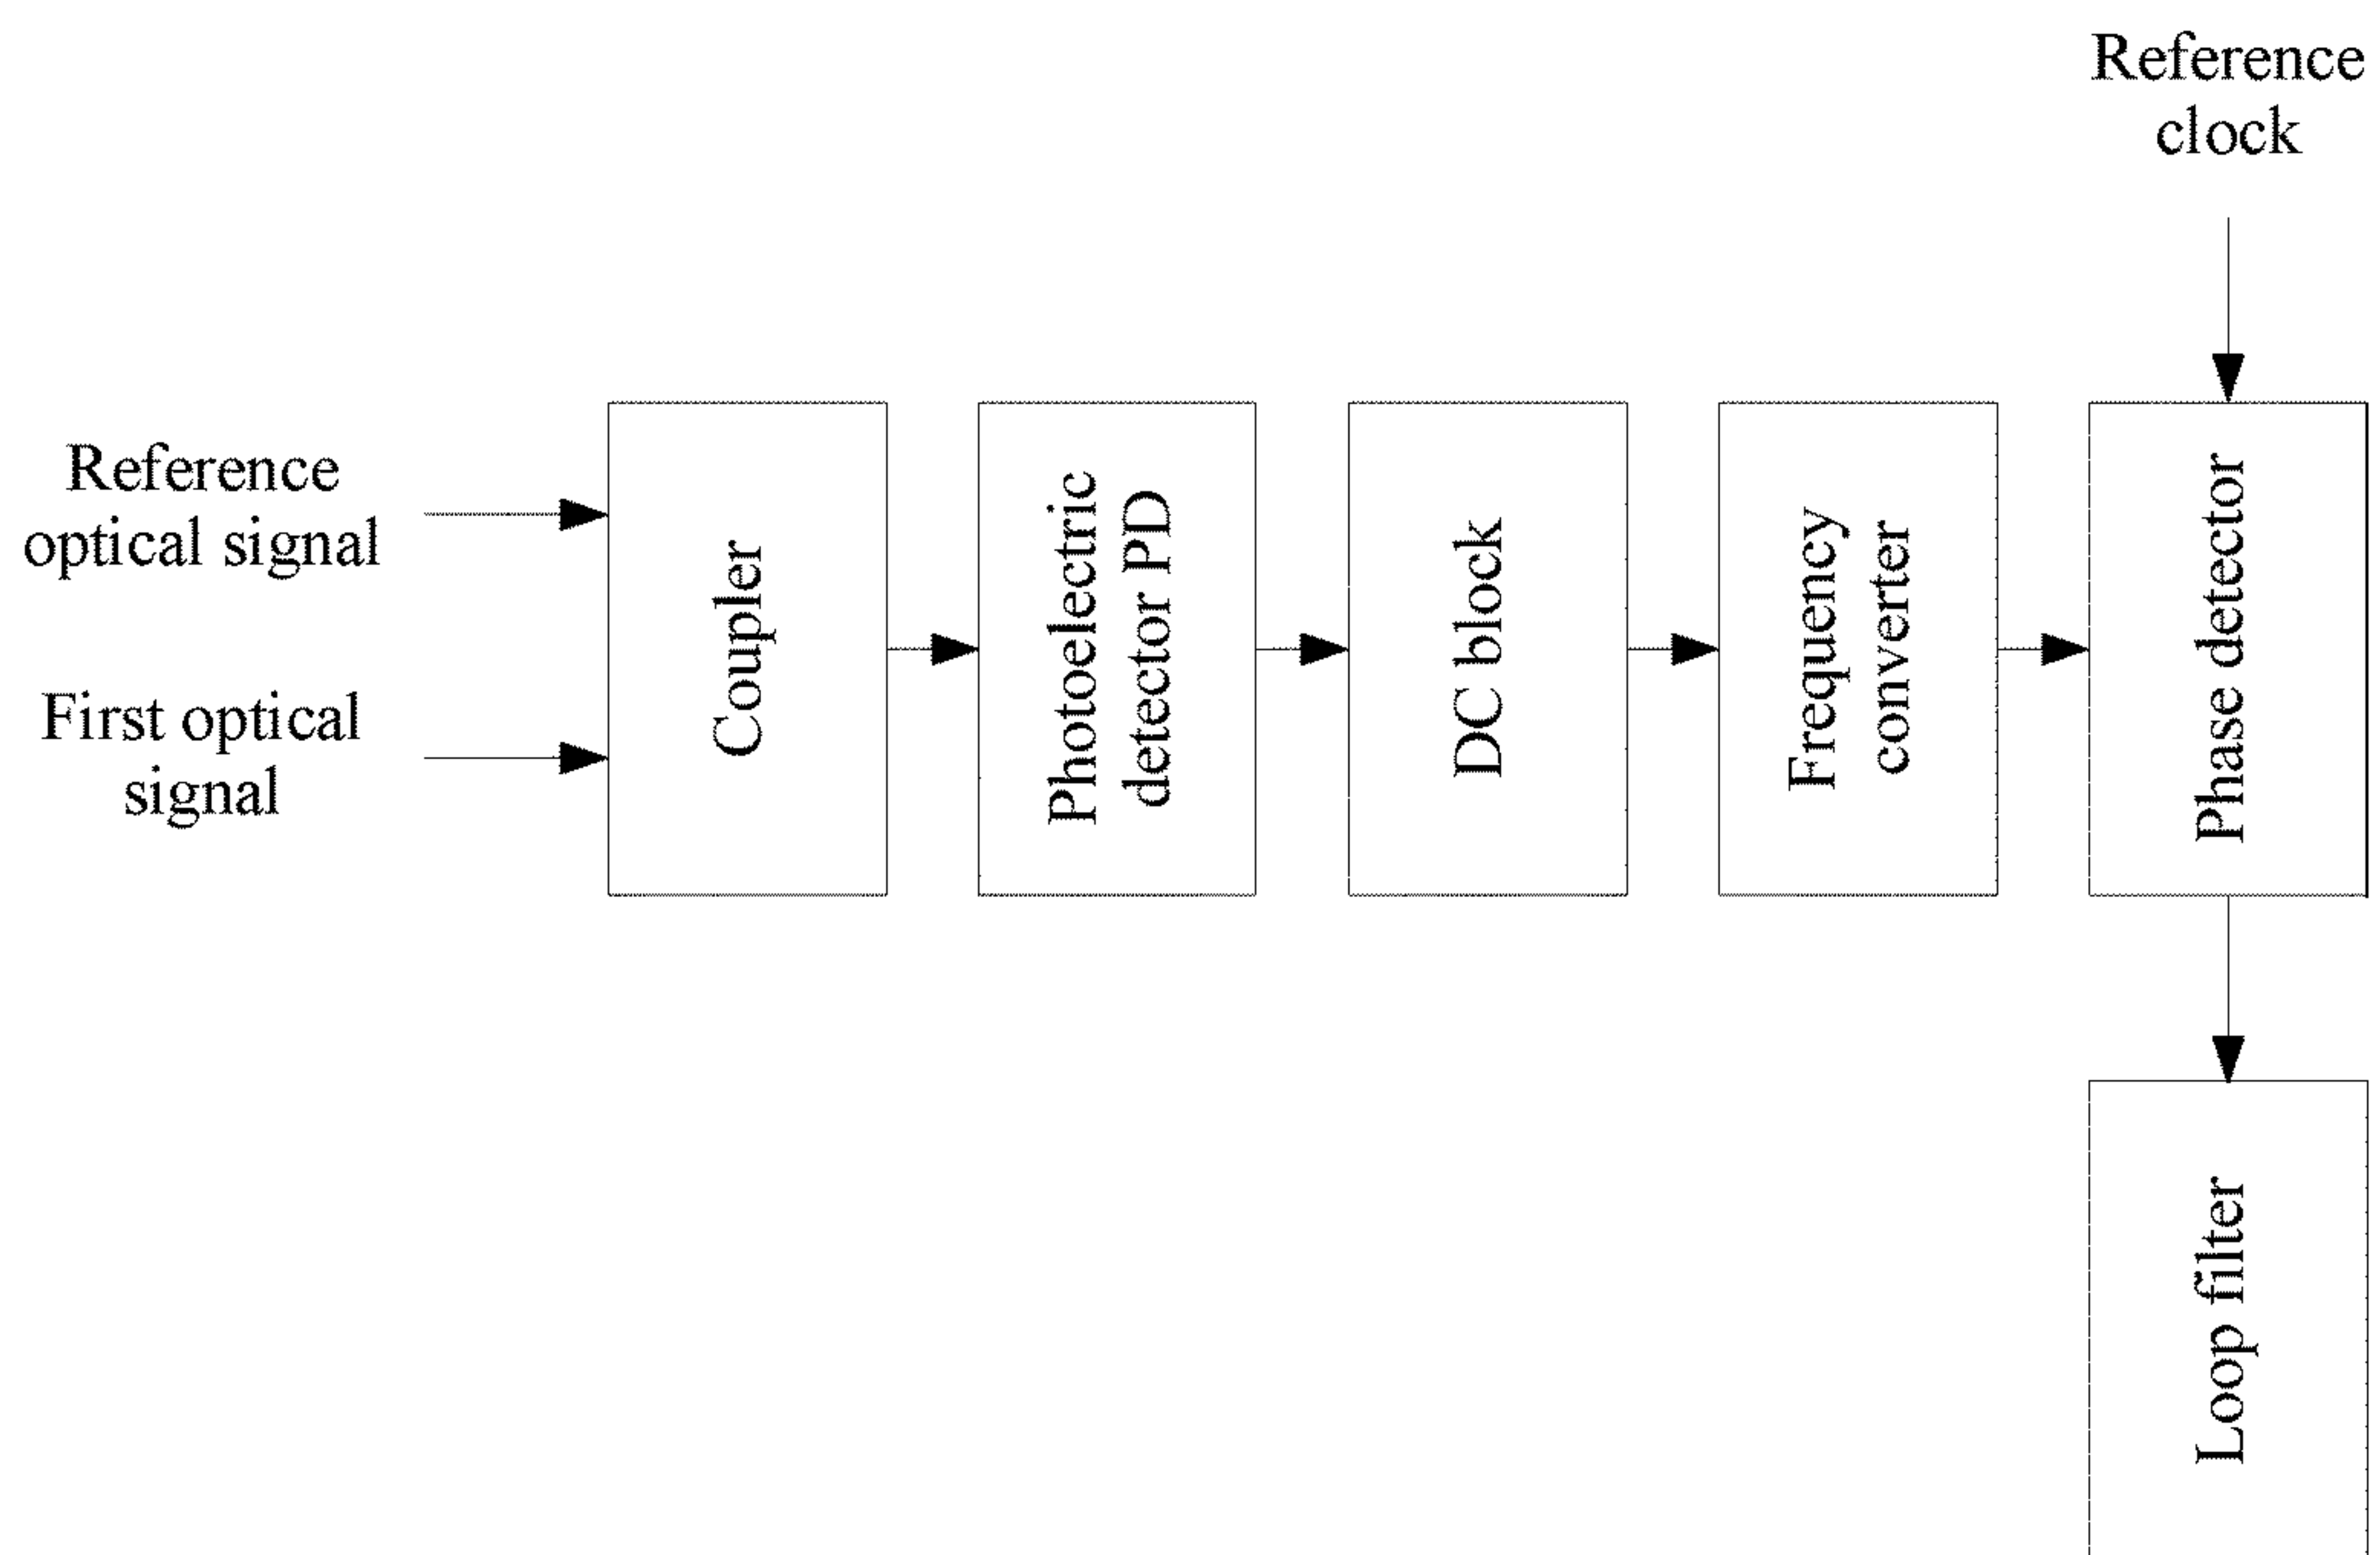 Reference
clock
Reference
optical signal
First optical
signal
Coupler
Photoelectric
detector PD
DC block
Frequency
converter
Phase detector
Loop filter